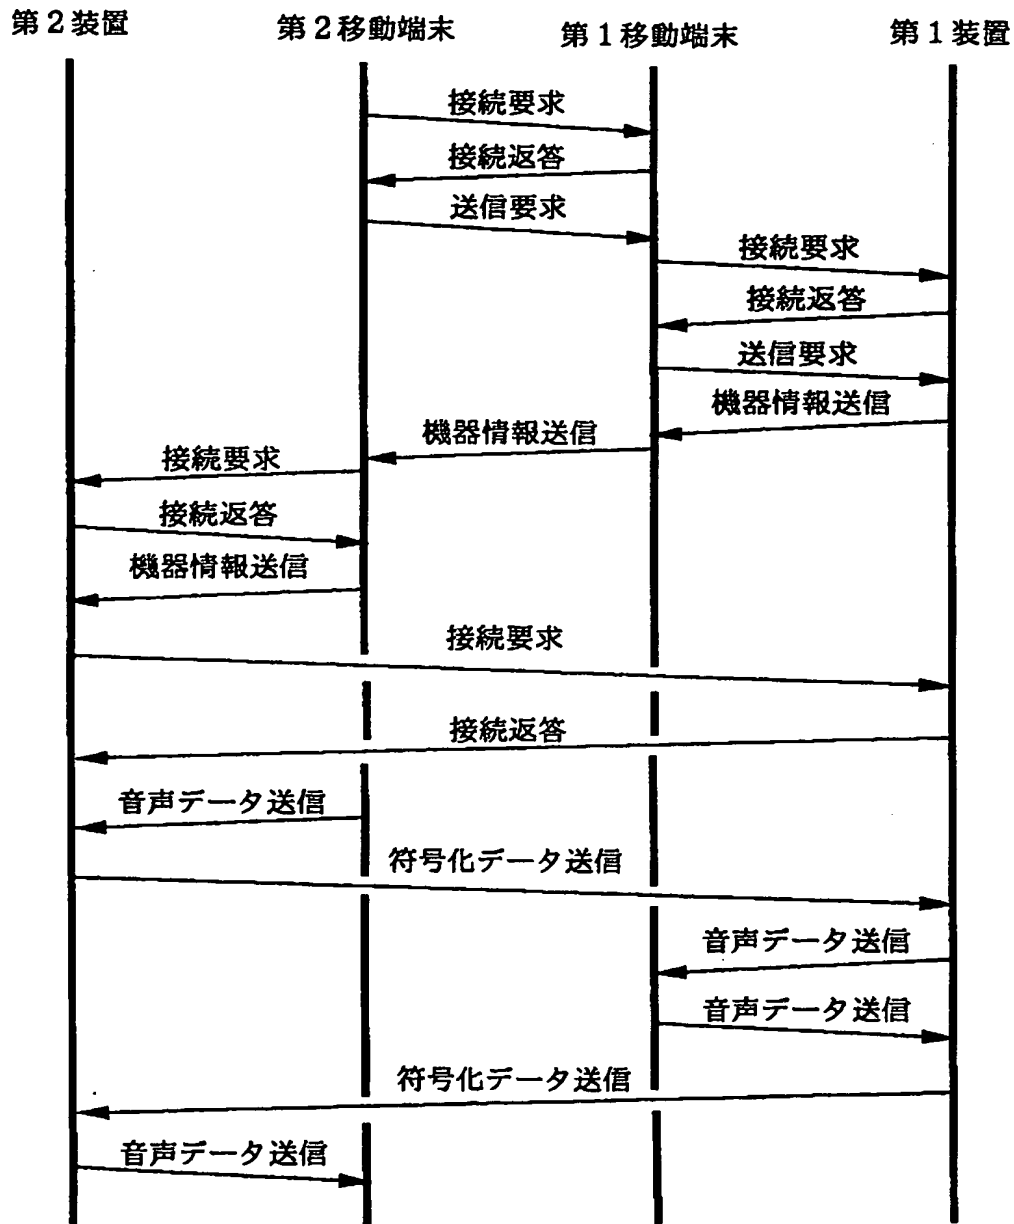 第２装置
第２移動端末
第１移動端末
第１装置
接続要求
接続返答
送信要求
接続要求
接続返答
送信要求
機器情報送信
機器情報送信
接続要求
接続返答
機器情報送信
接続要求
接続返答
音声データ送信
符号化データ送信
音声データ送信
音声データ送信
符号化データ送信
音声データ送信